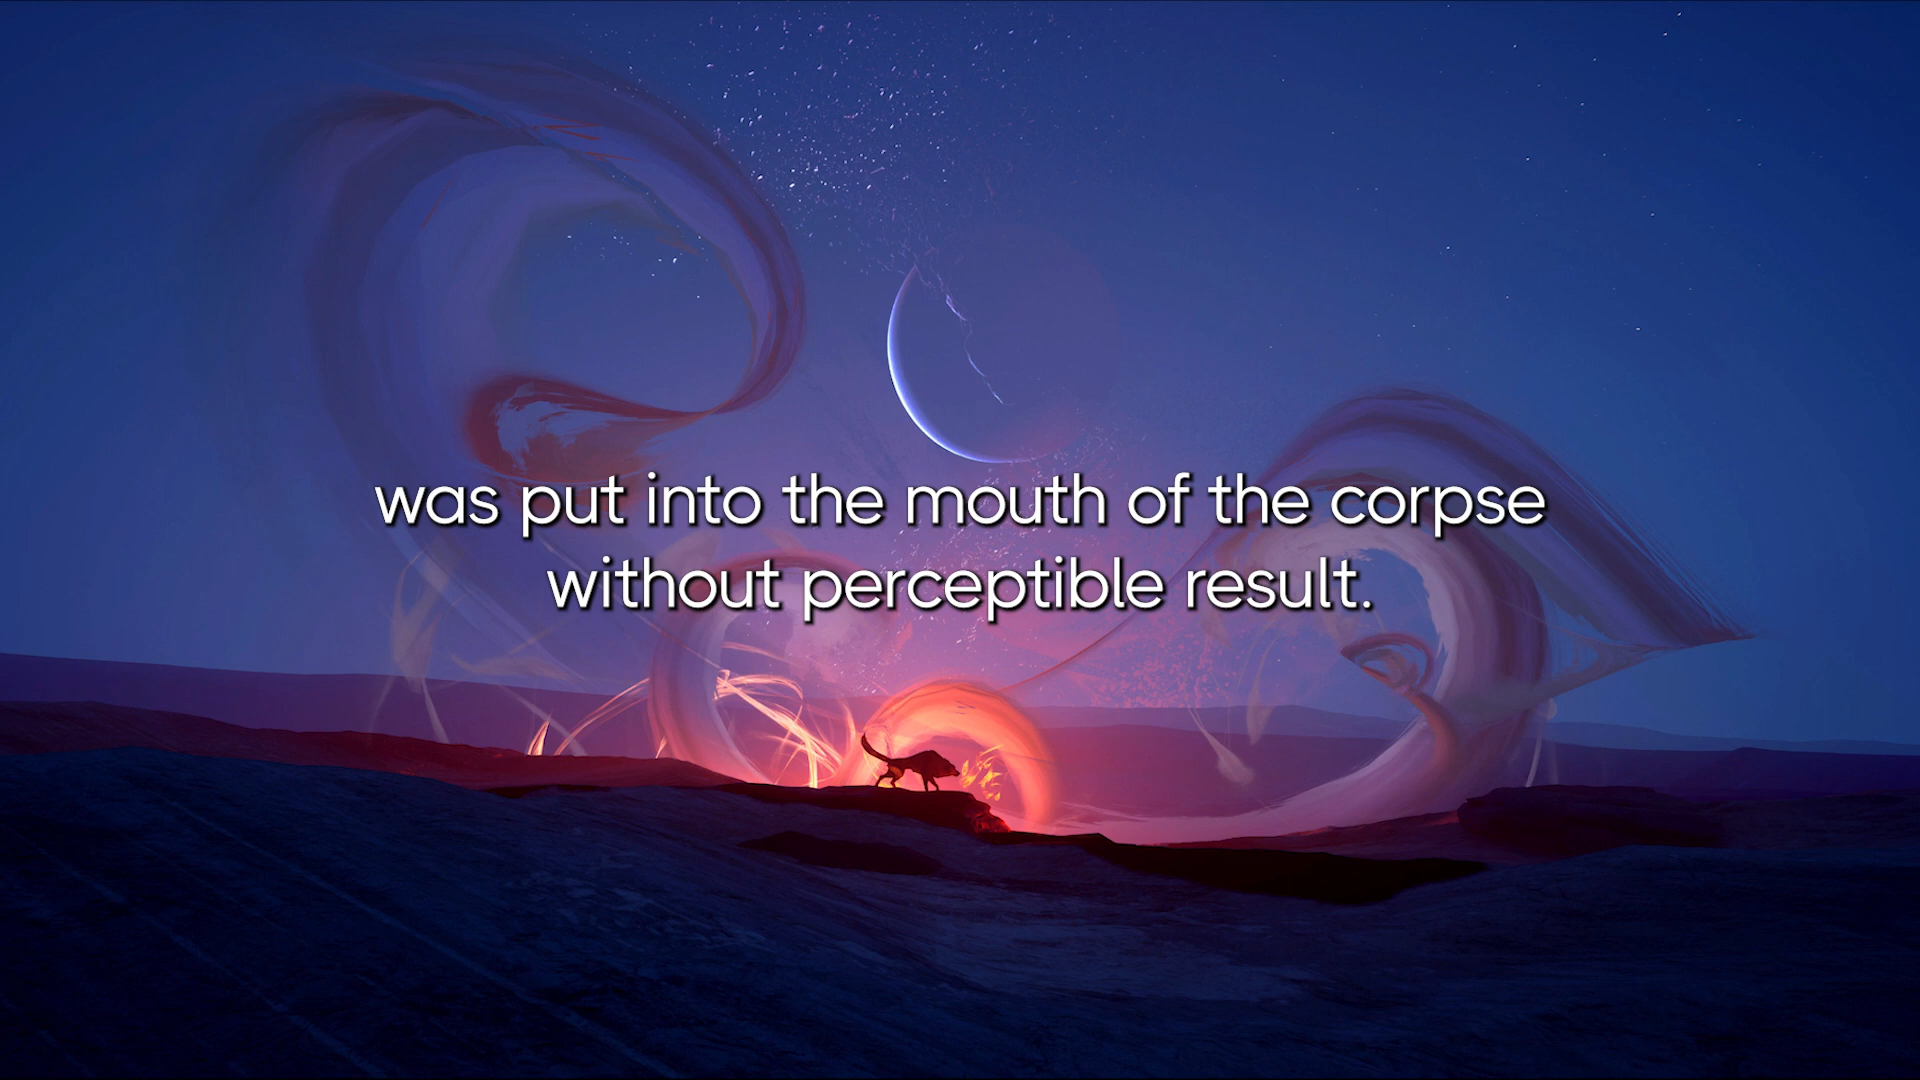 was put into the mouth of the corpse
without perceptible result.